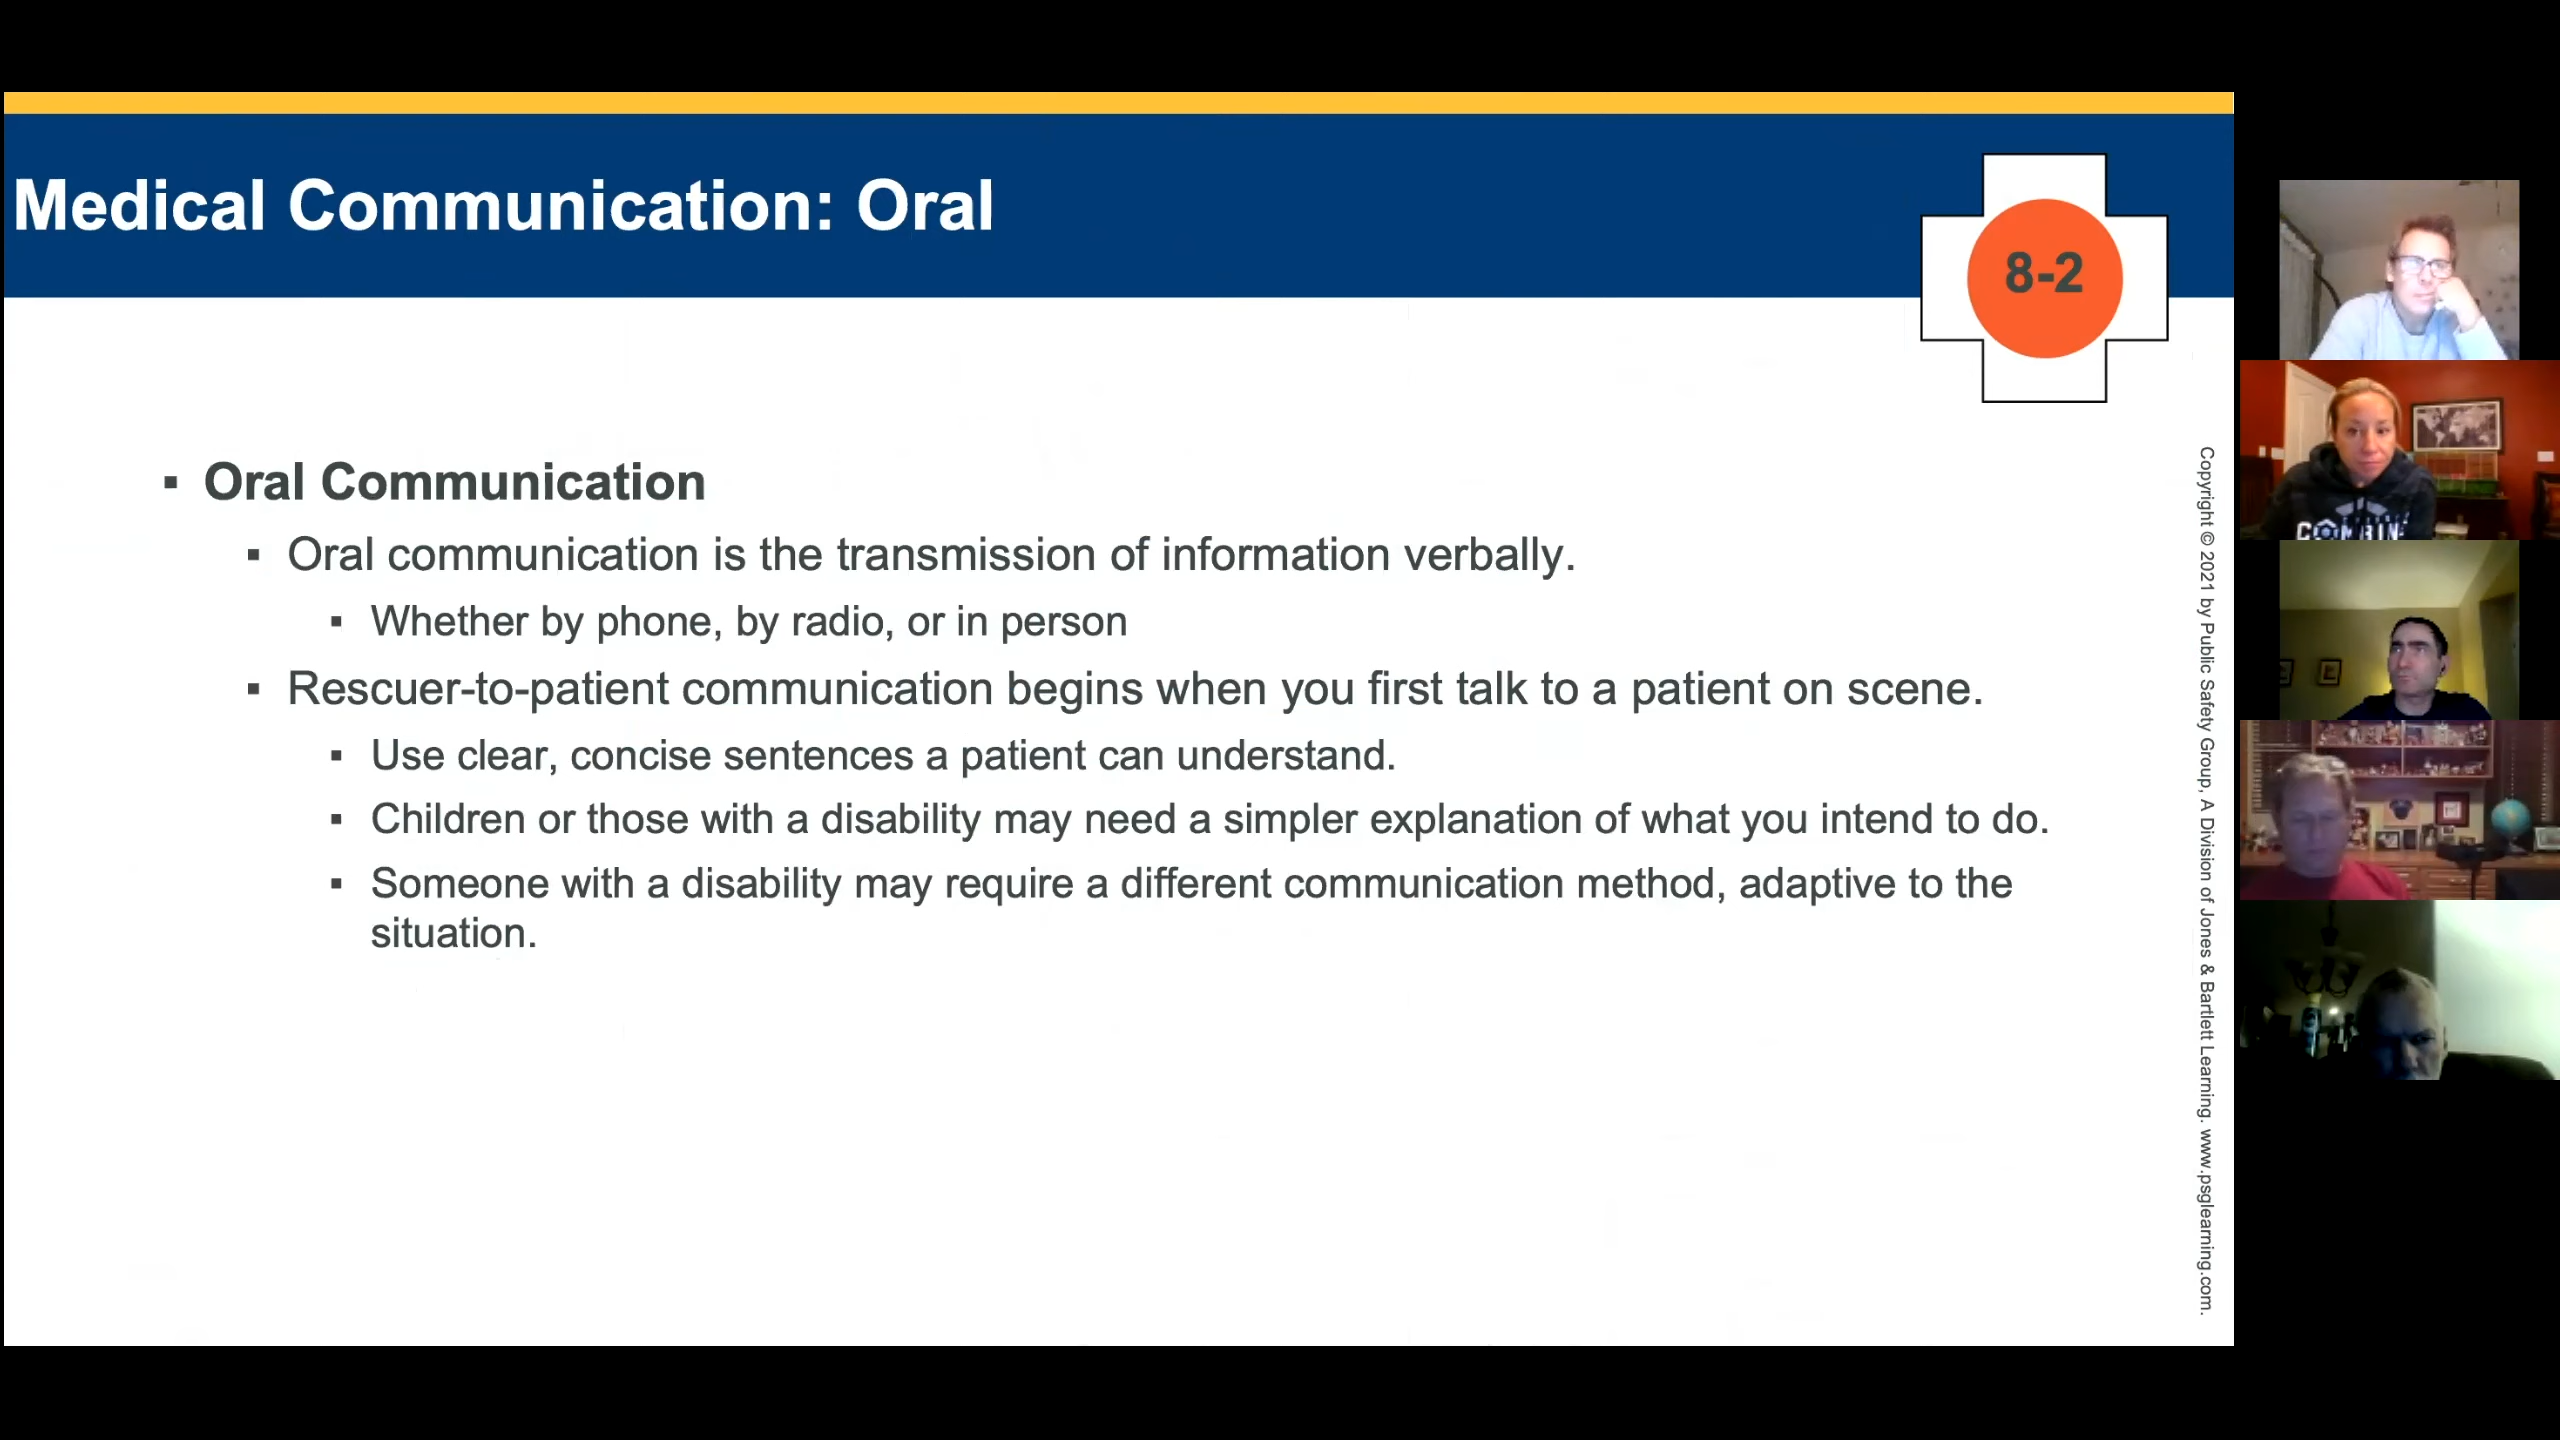 Medical Communication: Oral
8-2
▪ Oral Communication
▪ Oral communication is the transmission of information verbally.
▪ Whether by phone, by radio, or in person
▪ Rescuer-to-patient communication begins when you first talk to a patient on scene.
▪ Use clear, concise sentences a patient can understand.
▪ Children or those with a disability may need a simpler explanation of what you intend to do.
▪ Someone with a disability may require a different communication method, adaptive to the
situation.
Copyright © 2021 by Public Safety Group, A Division of Jones & Bartlett Learning. www.psglearning.com.